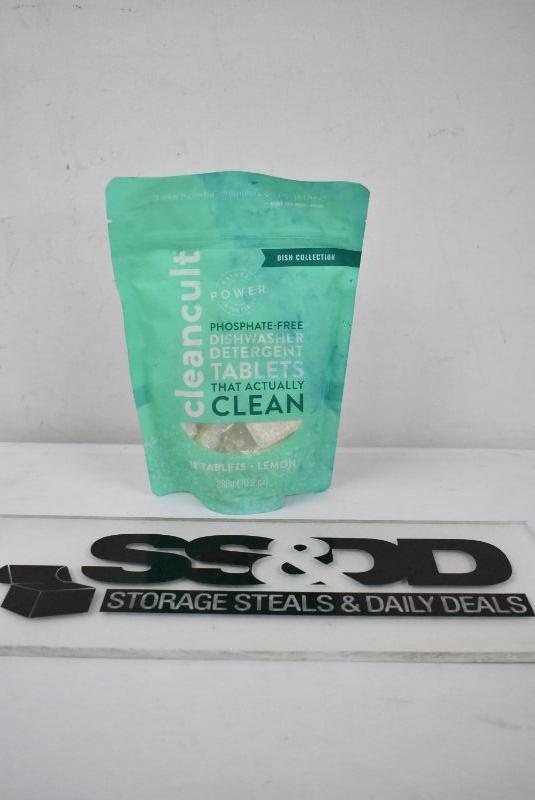 DISH COLLECTION
cleancult
POWER
PHOSPHATE-FREE
DISHWASHER
DETERGENT
TABLETS
THAT ACTUALLY
CLEAN
TABLETS • LEMON
SS&DD
STORAGE STEALS & DAILY DEALS